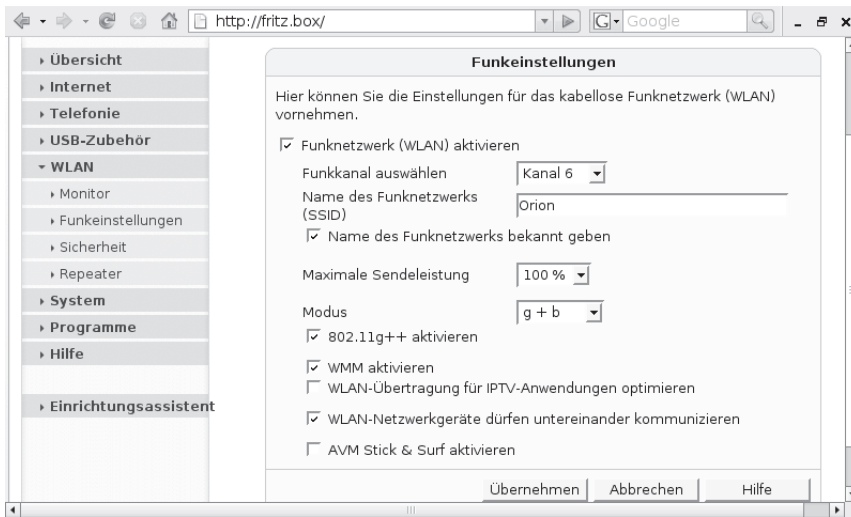 http://fritz.box/
G Google
Übersicht
Internet
Telefonie
USB-Zubehör
WLAN
Monitor
Funkeinstellungen
Sicherheit
Repeater
System
Programme
Hilfe
Einrichtungsassistent
Funkeinstellungen
Hier können Sie die Einstellungen für das kabellose Funknetzwerk (WLAN)
vornehmen.
Funknetzwerk (WLAN) aktivieren
Funkkanal auswählen Kanal 6
Name des Funknetzwerks
(SSID) Orion
Name des Funknetzwerks bekannt geben
Maximale Sendeleistung 100 %
Modus g + b
802.11g++ aktivieren
WMM aktivieren
WLAN-Übertragung für IPTV-Anwendungen optimieren
WLAN-Netzwerkgeräte dürfen untereinander kommunizieren
AVM Stick & Surf aktivieren
Übernehmen Abbrechen Hilfe